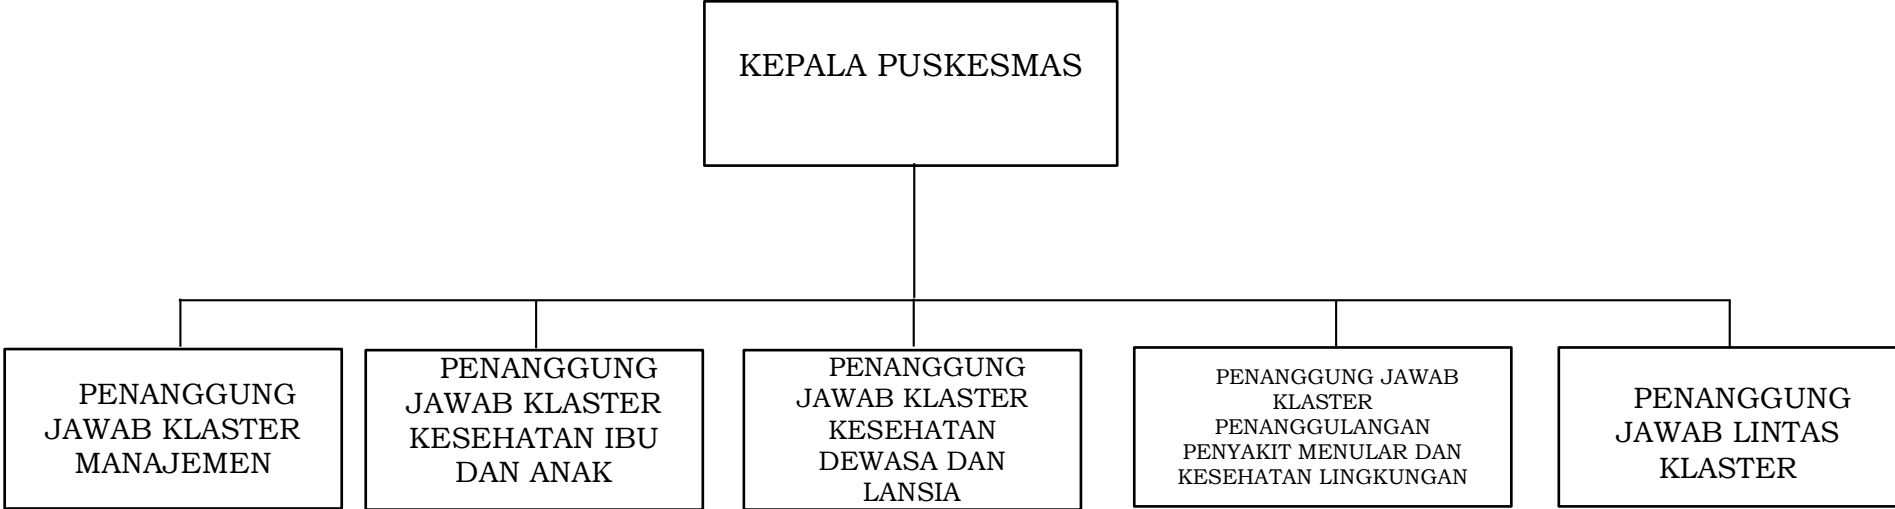 KEPALA PUSKESMAS
PENANGGUNG
JAWAB KLASTER
MANAJEMEN
PENANGGUNG
JAWAB KLASTER
KESEHATAN IBU
DAN ANAK
PENANGGUNG
JAWAB KLASTER
KESEHATAN
DEWASA DAN
LANSIA
PENANGGUNG JAWAB
KLASTER
PENANGGULANGAN
PENYAKIT MENULAR DAN
KESEHATAN LINGKUNGAN
PENANGGUNG
JAWAB LINTAS
KLASTER